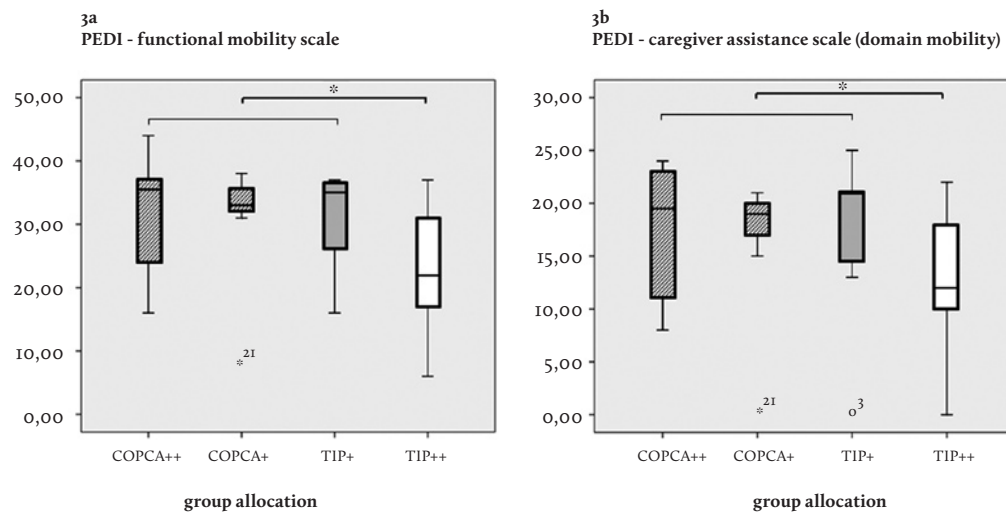 3a
PEDI - functional mobility scale
*
50,00
40,00
30,00
20,00
10,00
0,00
*21
COPCA++ COPCA+ TIP+ TIP++
group allocation
3b
PEDI - caregiver assistance scale (domain mobility)
*
30,00
25,00
20,00
15,00
10,00
5,00
0,00
*21
o3
COPCA++ COPCA+ TIP+ TIP++
group allocation